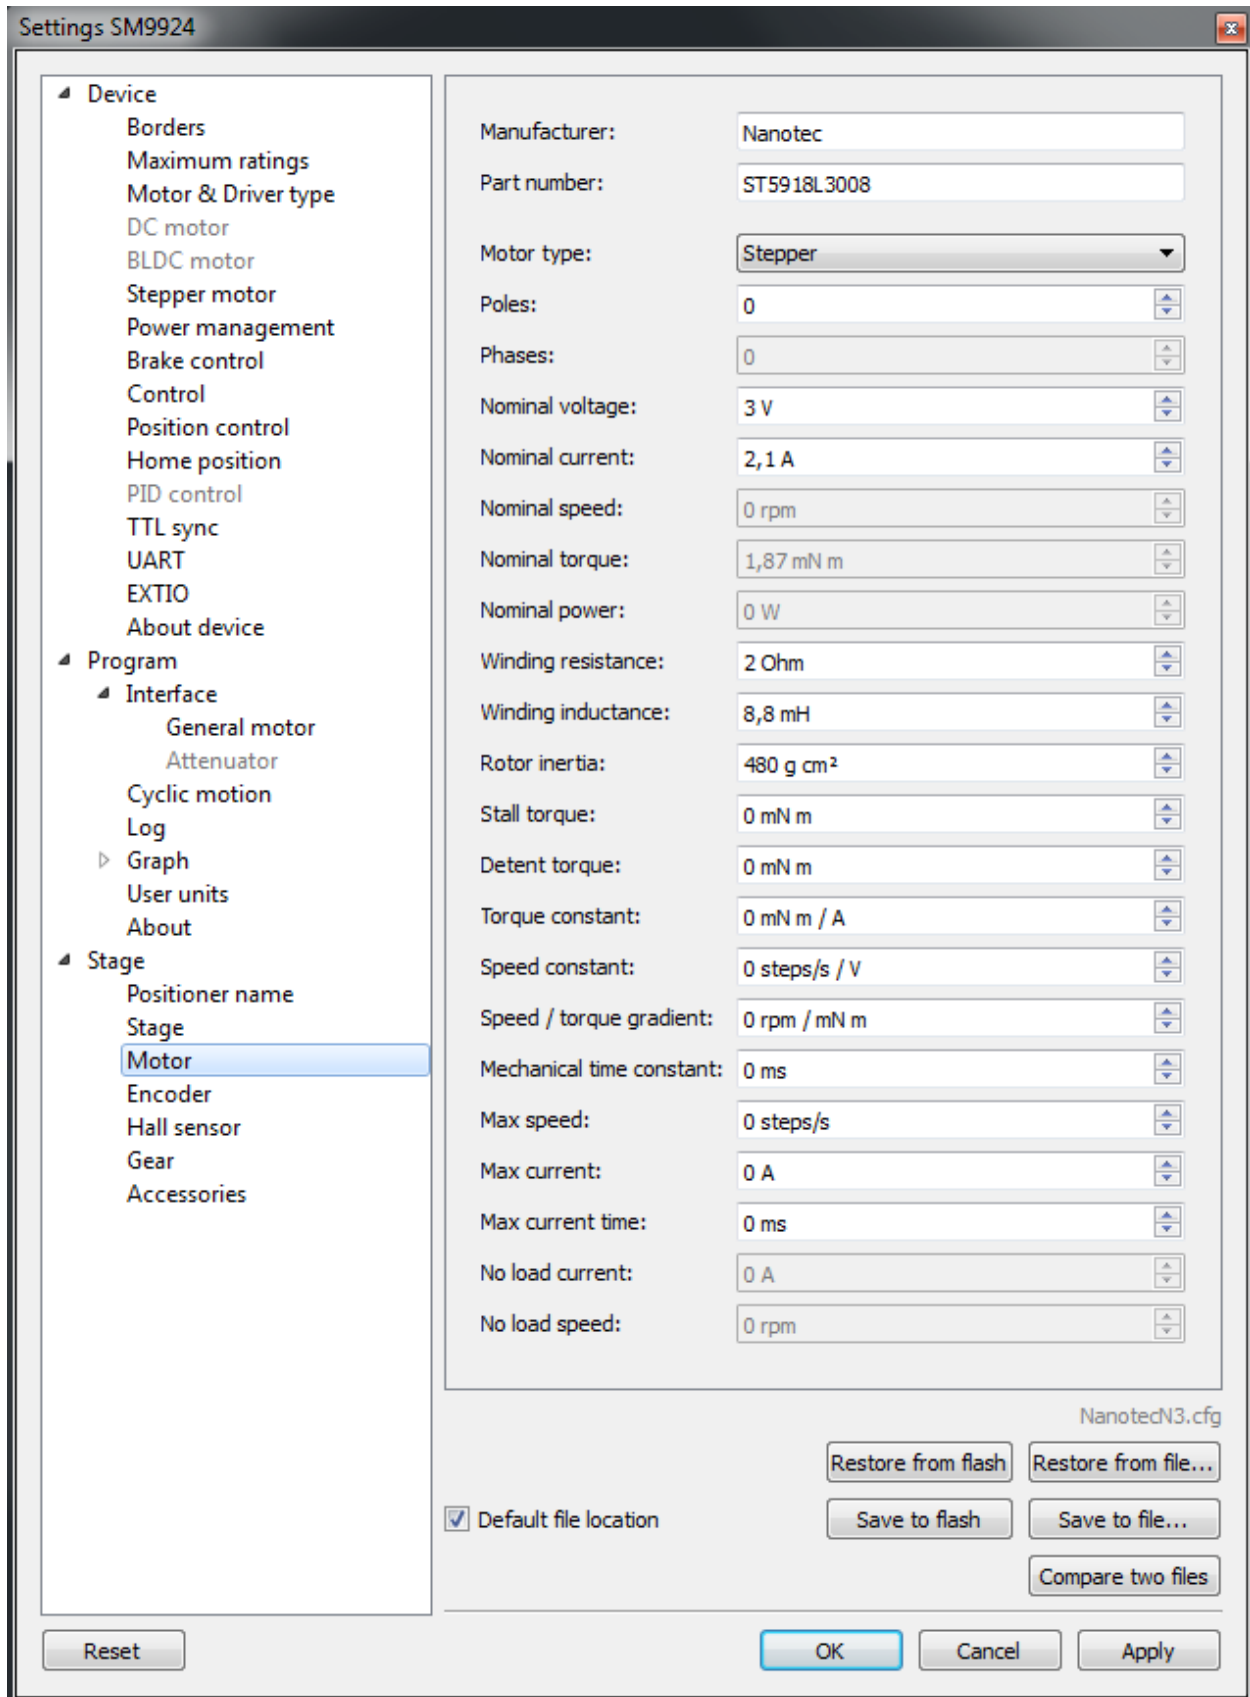 Settings SM9924
Device
Borders
Maximum ratings
Motor & Driver type
DC motor
BLDC motor
Stepper motor
Power management
Brake control
Control
Position control
Home position
PID control
TTL sync
UART
EXTIO
About device
Program
Interface
General motor
Attenuator
Cyclic motion
Log
Graph
User units
About
Stage
Positioner name
Stage
Motor
Encoder
Hall sensor
Gear
Accessories
Manufacturer: Nanotec
Part number: ST5918L3008
Motor type: Stepper
Poles: 0
Phases: 0
Nominal voltage: 3 V
Nominal current: 2,1 A
Nominal speed: 0 rpm
Nominal torque: 1,87 mN m
Nominal power: 0 W
Winding resistance: 2 Ohm
Winding inductance: 8,8 mH
Rotor inertia: 480 g cm²
Stall torque: 0 mN m
Detent torque: 0 mN m
Torque constant: 0 mN m / A
Speed constant: 0 steps/s / V
Speed / torque gradient: 0 rpm / mN m
Mechanical time constant: 0 ms
Max speed: 0 steps/s
Max current: 0 A
Max current time: 0 ms
No load current: 0 A
No load speed: 0 rpm
NanotecN3.cfg
Restore from flash Restore from file...
Default file location Save to flash Save to file...
Compare two files
Reset OK Cancel Apply